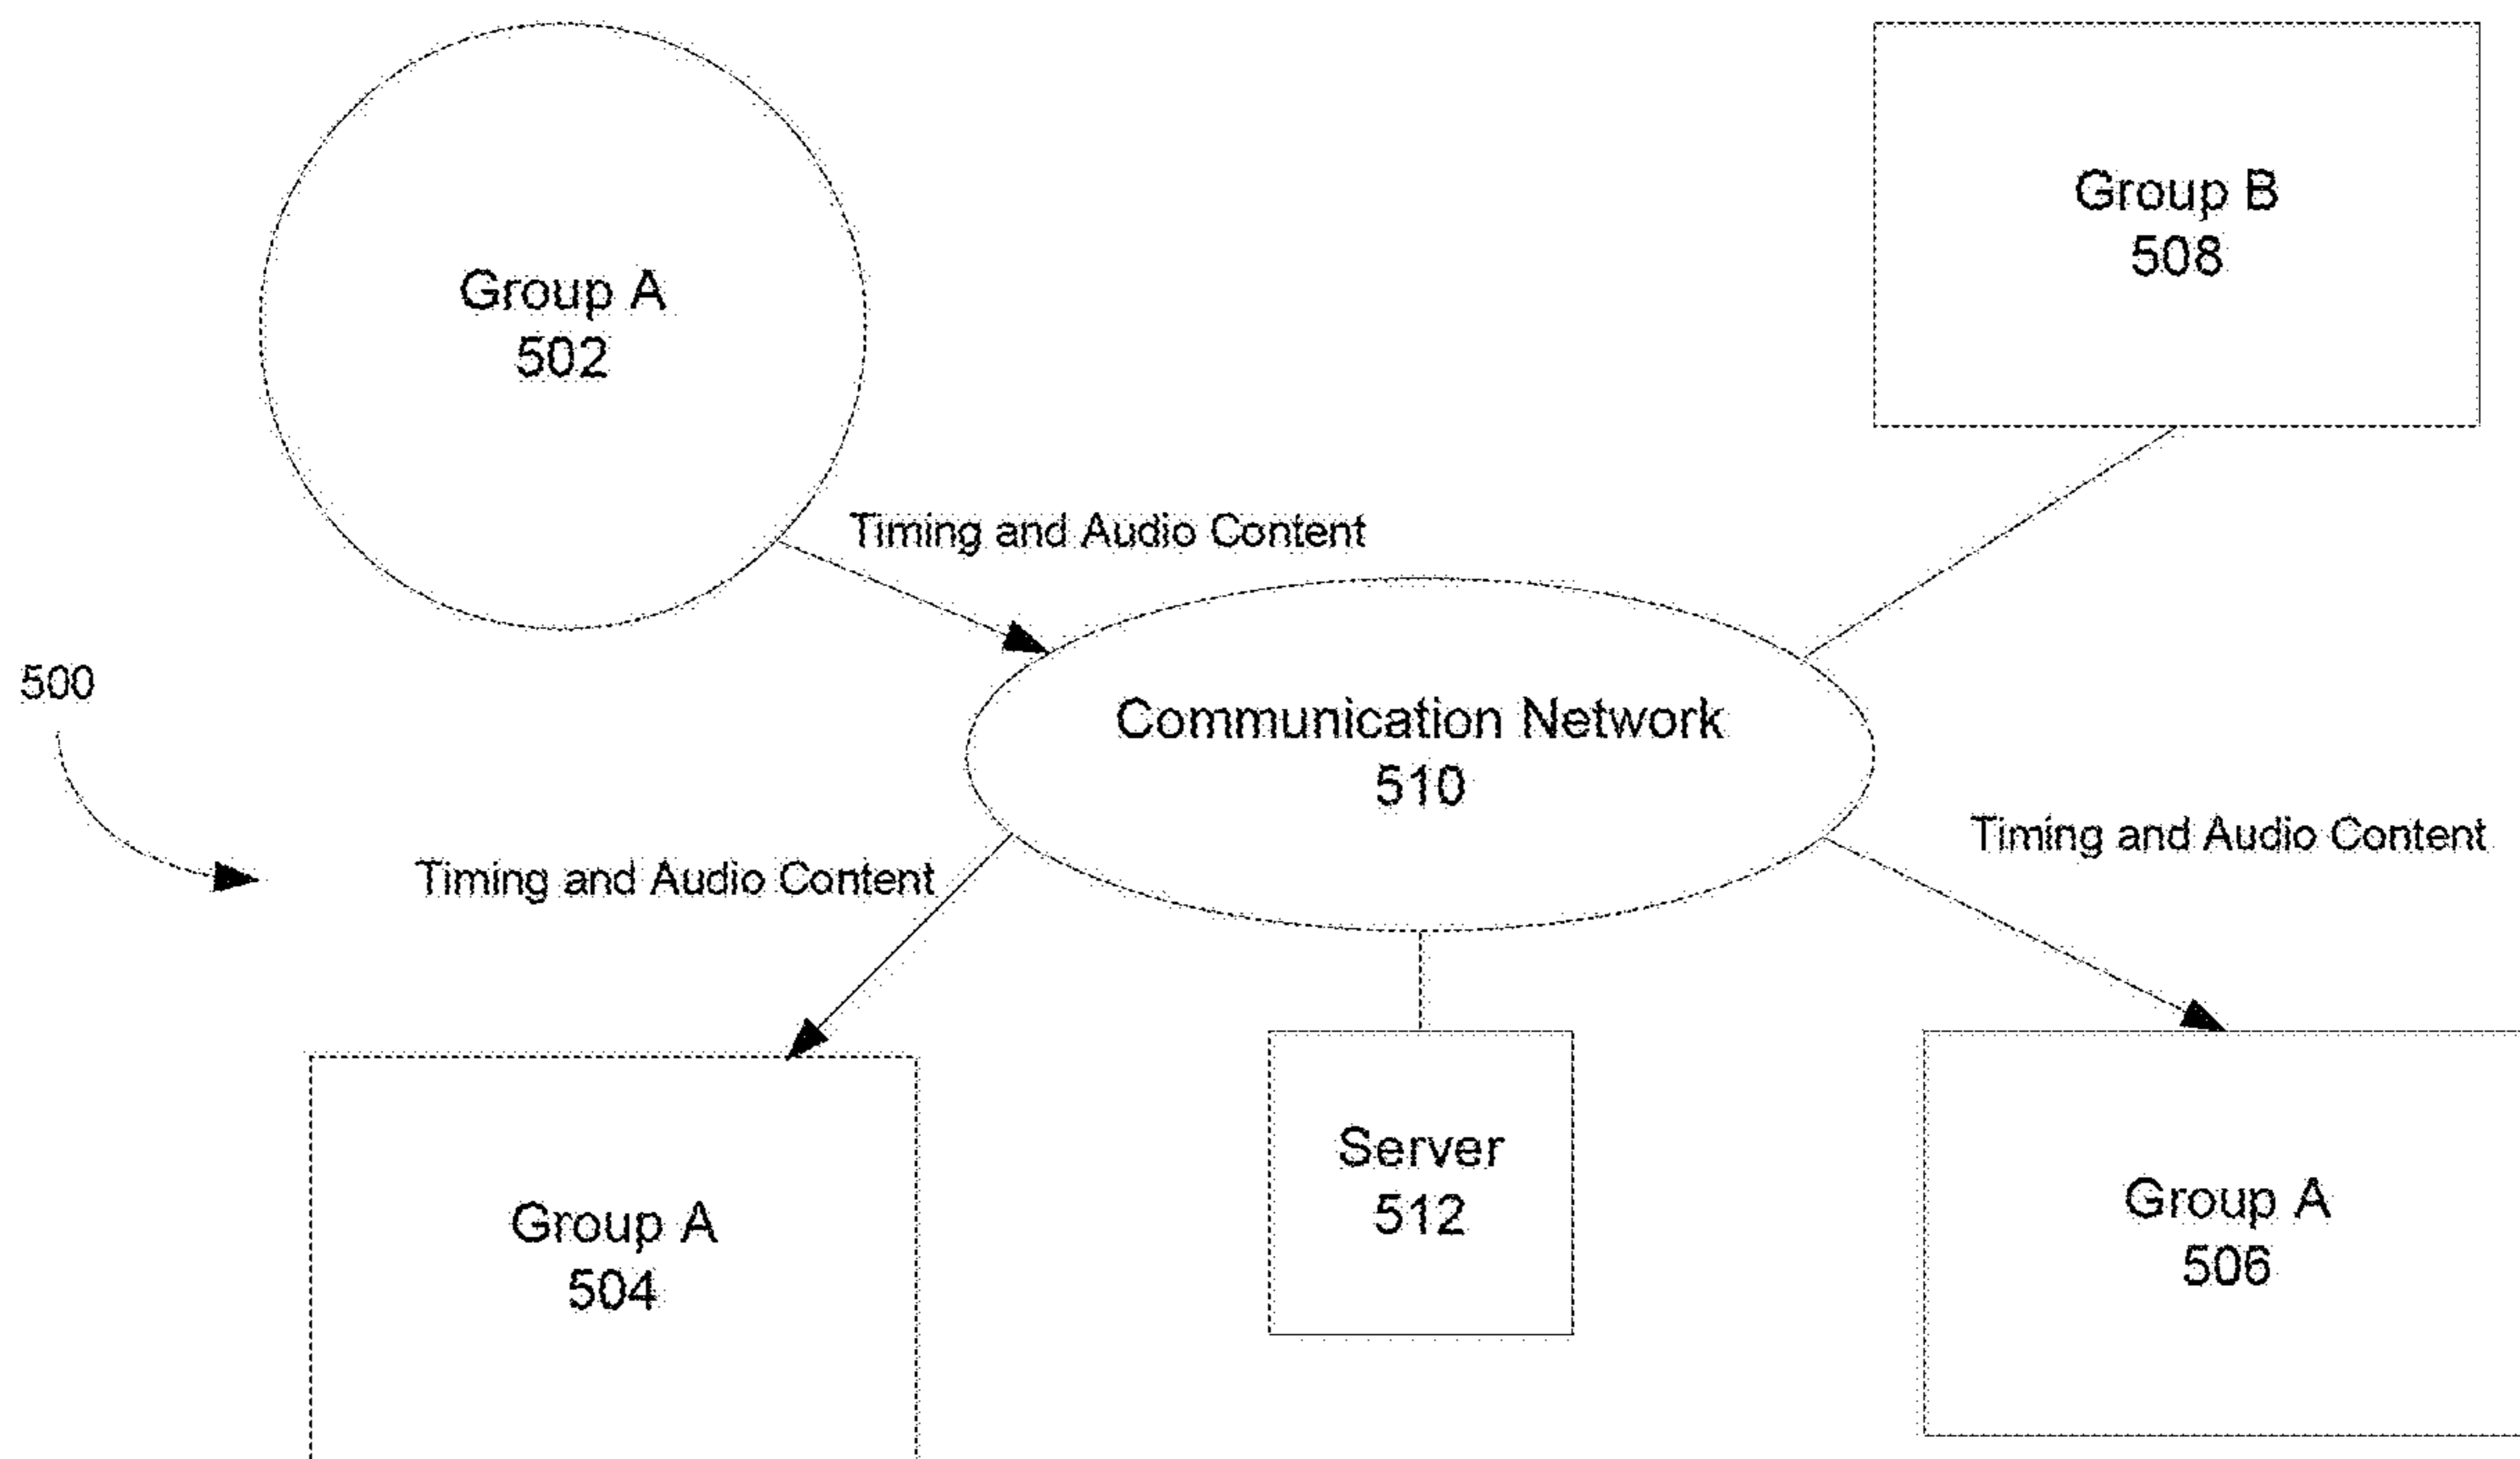 Group A
502
Group B
508
Timing and Audio Content
500
Communication Network
510
Timing and Audio Content
Timing and Audio Content
Group A
504
Server
512
Group A
506